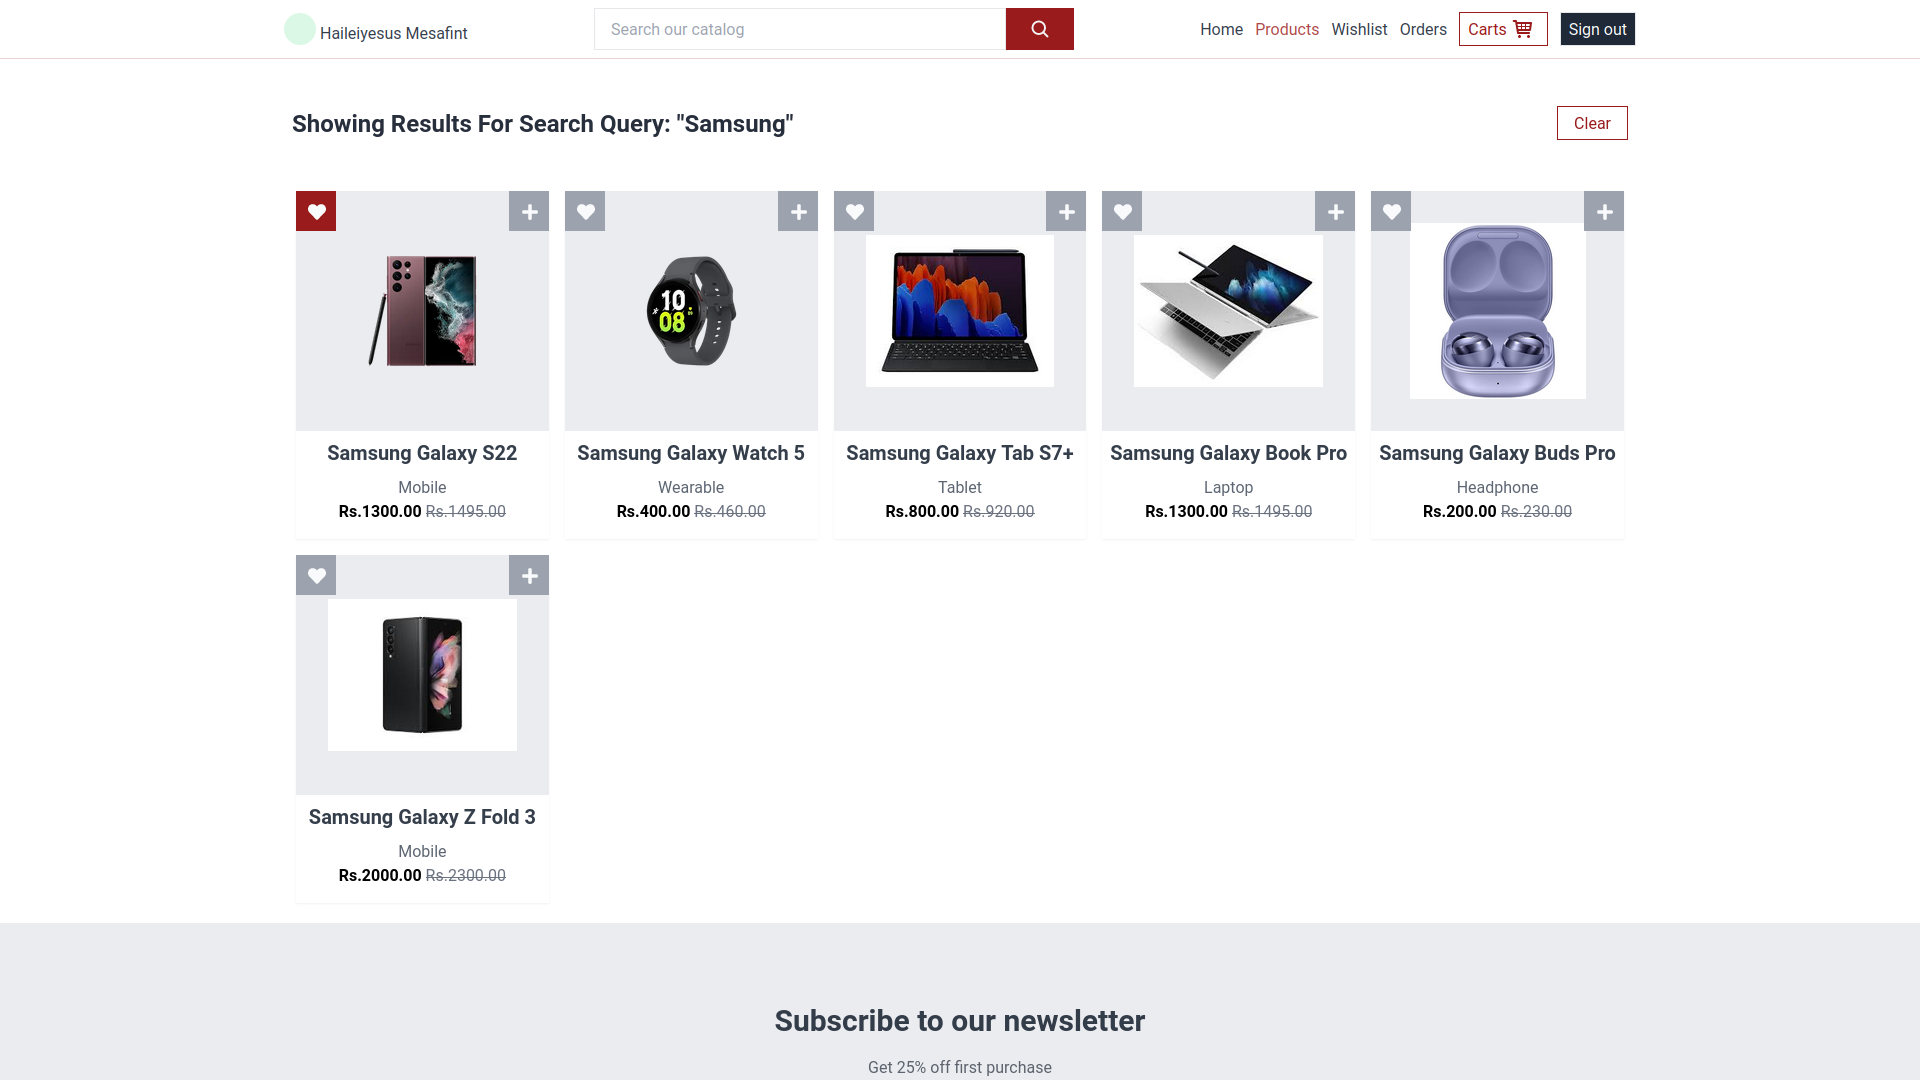 Haileiyesus Mesafint
Search our catalog
Home Products Wishlist Orders Carts Sign out
Showing Results For Search Query: "Samsung"
Clear
10
08
Samsung Galaxy S22
Mobile
Rs.1300.00 Rs.1495.00
Samsung Galaxy Watch 5
Wearable
Rs.400.00 Rs.460.00
Samsung Galaxy Tab S7+
Tablet
Rs.800.00 Rs.920.00
Samsung Galaxy Book Pro
Laptop
Rs.1300.00 Rs.1495.00
Samsung Galaxy Buds Pro
Headphone
Rs.200.00 Rs.230.00
Samsung Galaxy Z Fold 3
Mobile
Rs.2000.00 Rs.2300.00
Subscribe to our newsletter
Get 25% off first purchase